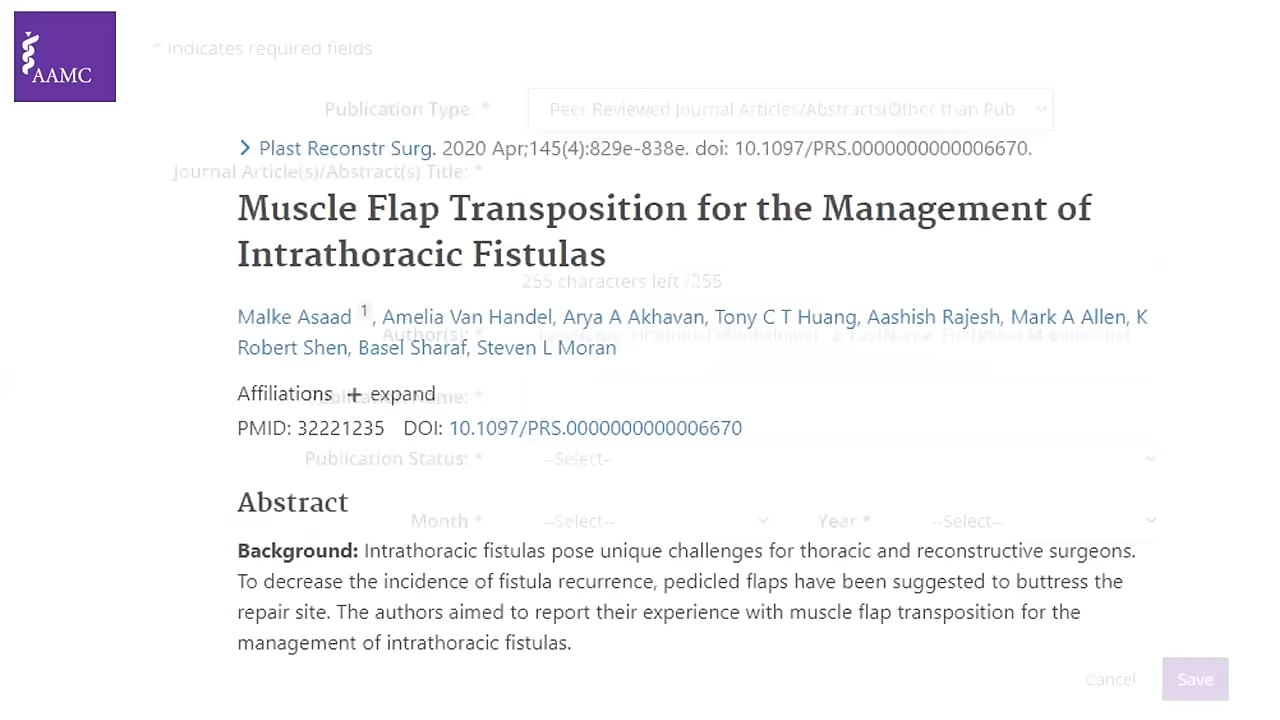 AAMC
* indicates required fields
Publication Type: * Peer Reviewed Journal Articles/Abstracts(Other than Pub
> Plast Reconstr Surg. 2020 Apr;145(4):829e-838e. doi: 10.1097/PRS.0000000000006670.
Journal Article(s)/Abstract(s) Title: *
Muscle Flap Transposition for the Management of
Intrathoracic Fistulas
255 characters left /255
Malke Asaad 1, Amelia Van Handel, Arya A Akhavan, Tony C T Huang, Aashish Rajesh, Mark A Allen, K
Author(s): *
Robert Shen, Basel Sharaf, Steven L Moran
Affiliations + expand
Publication Name: *
PMID: 32221235 DOI: 10.1097/PRS.0000000000006670
Publication Status: * --Select--
Abstract
Month * --Select-- Year * --Select--
Background: Intrathoracic fistulas pose unique challenges for thoracic and reconstructive surgeons.
To decrease the incidence of fistula recurrence, pedicled flaps have been suggested to buttress the
repair site. The authors aimed to report their experience with muscle flap transposition for the
management of intrathoracic fistulas.
Cancel Save